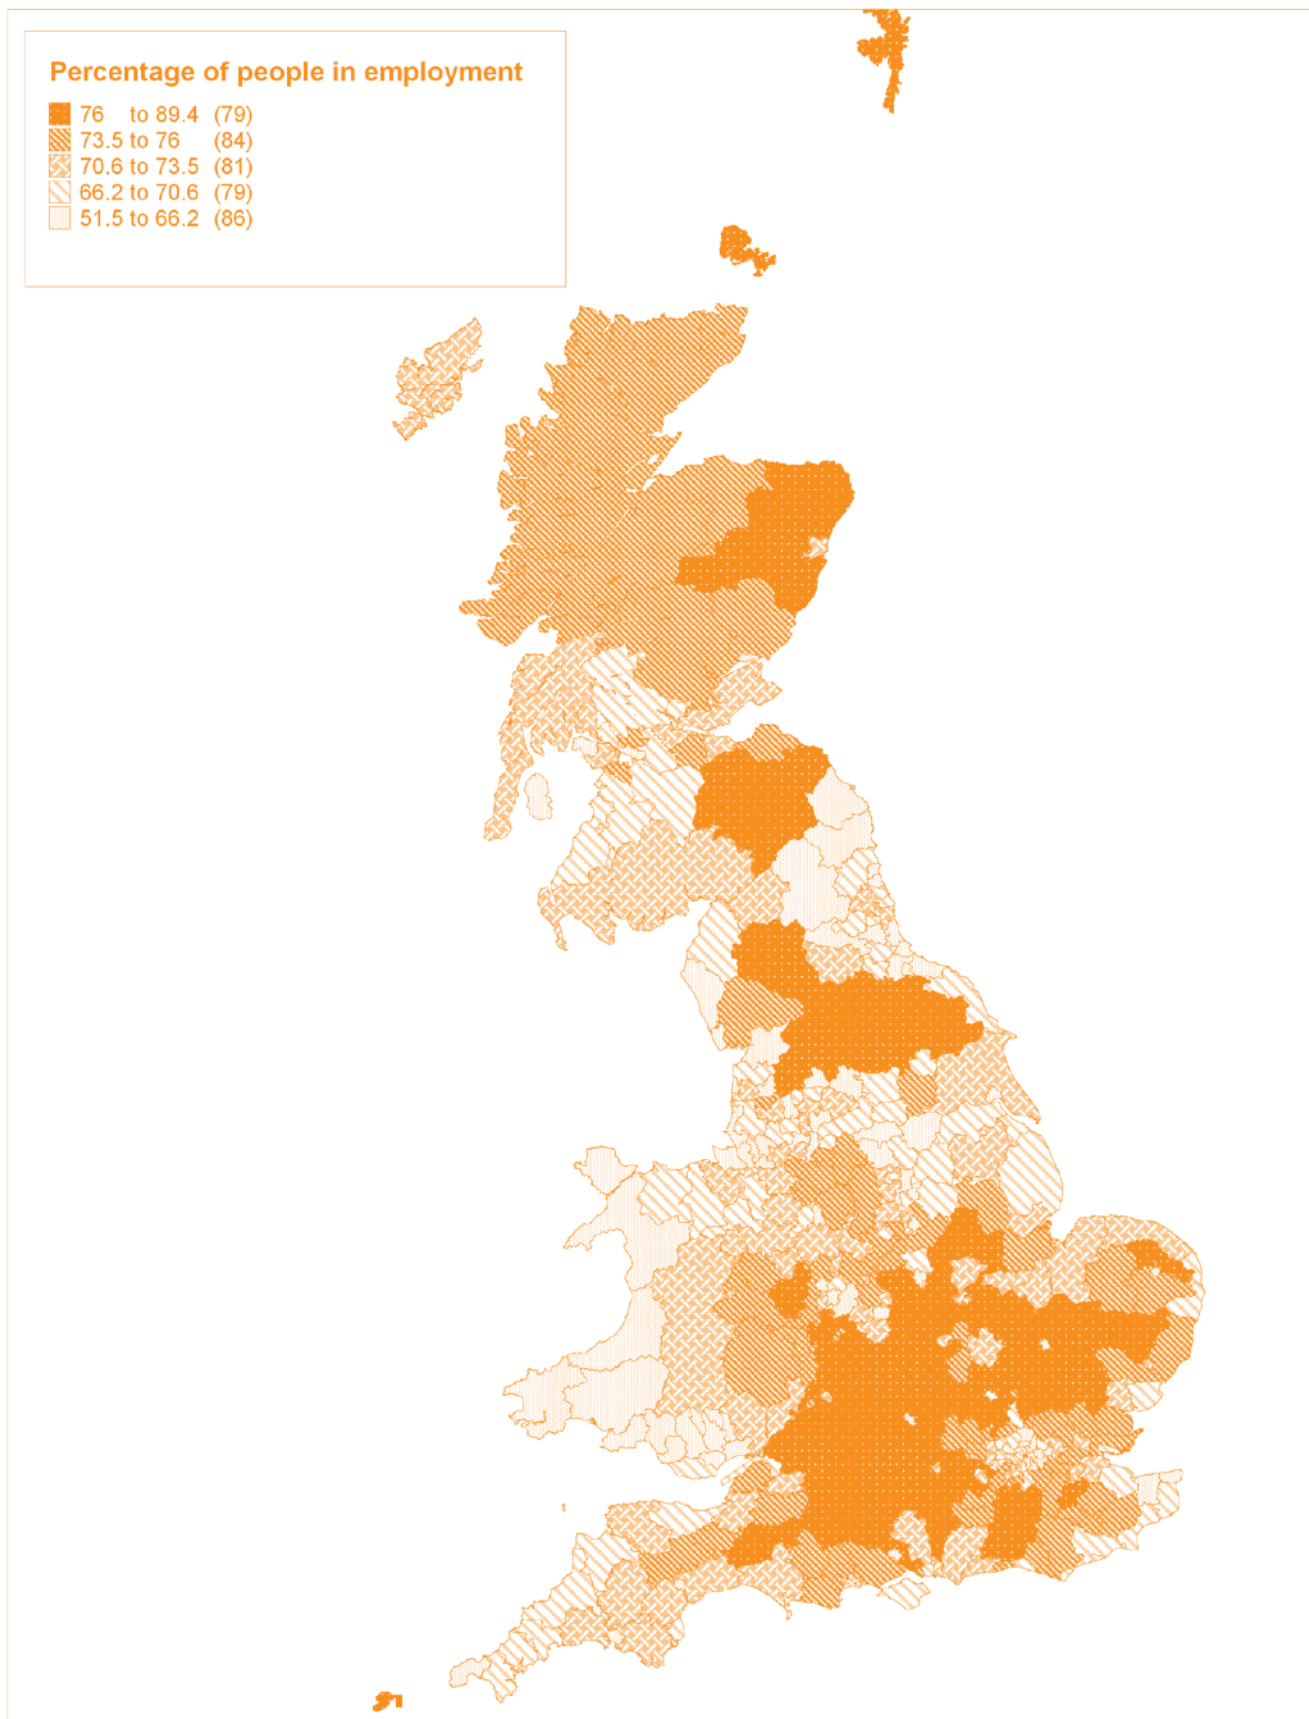 Percentage of people in employment
76 to 89.4 (79)
73.5 to 76 (84)
70.6 to 73.5 (81)
66.2 to 70.6 (79)
51.5 to 66.2 (86)